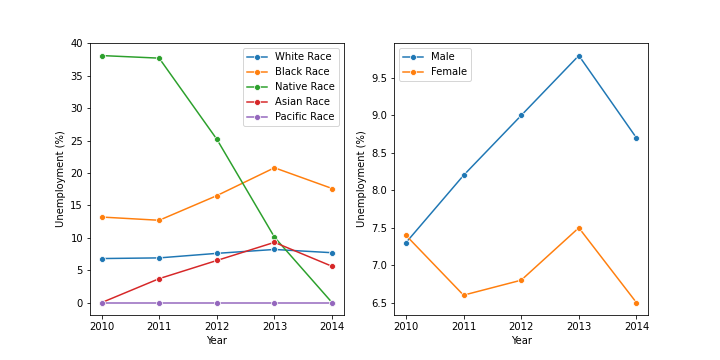 40
35
30
25
20
15
10
5
0
Unemployment (%)
2010 2011 2012 2013 2014
Year
White Race
Black Race
Native Race
Asian Race
Pacific Race
9.5
9.0
8.5
8.0
7.5
7.0
6.5
Unemployment (%)
2010 2011 2012 2013 2014
Year
Male
Female